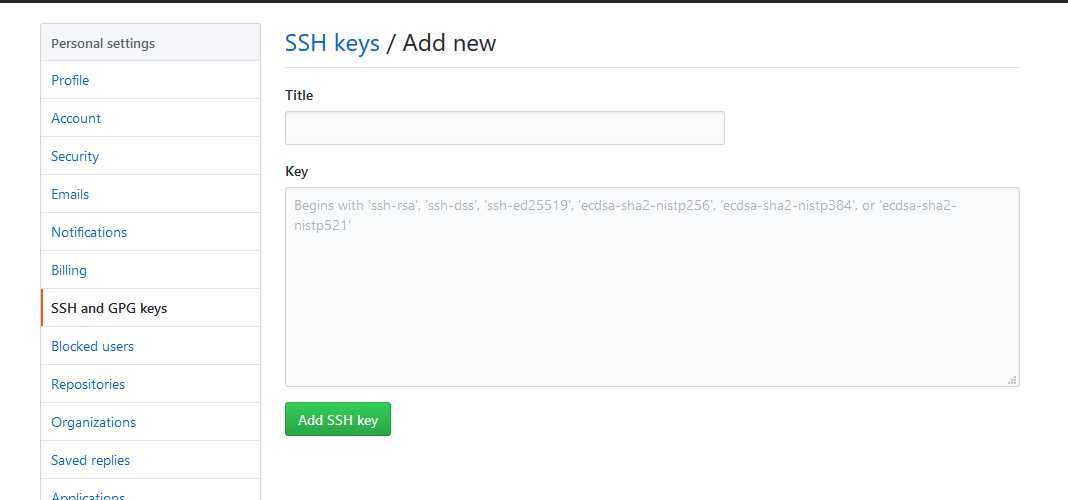 Personal settings
Profile
Account
Security
Emails
Notifications
Billing
SSH and GPG keys
Blocked users
Repositories
Organizations
Saved replies
Applications
SSH keys / Add new
Title
Key
Begins with 'ssh-rsa', 'ssh-dss', 'ssh-ed25519', 'ecdsa-sha2-nistp256', 'ecdsa-sha2-nistp384', or 'ecdsa-sha2-
nistp521'
Add SSH key